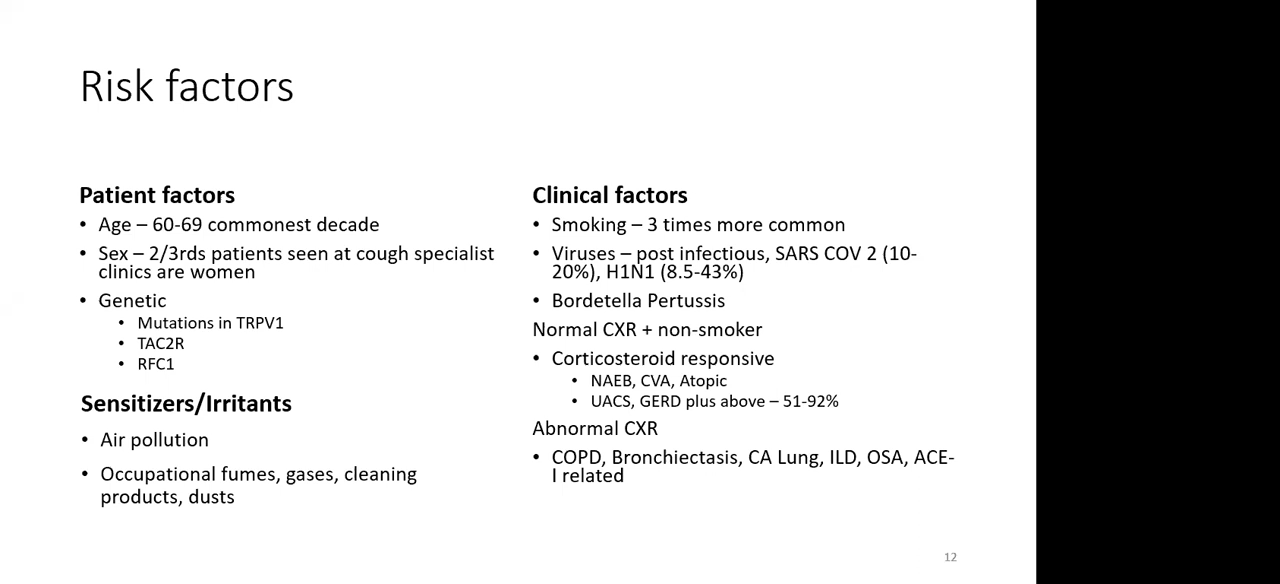 Risk factors
Patient factors
• Age – 60-69 commonest decade
• Sex – 2/3rds patients seen at cough specialist
clinics are women
• Genetic
• Mutations in TRPV1
• TAC2R
• RFC1
Sensitizers/Irritants
• Air pollution
• Occupational fumes, gases, cleaning
products, dusts
Clinical factors
• Smoking – 3 times more common
• Viruses – post infectious, SARS COV 2 (10-
20%), H1N1 (8.5-43%)
• Bordetella Pertussis
Normal CXR + non-smoker
• Corticosteroid responsive
• NAEB, CVA, Atopic
• UACS, GERD plus above – 51-92%
Abnormal CXR
• COPD, Bronchiectasis, CA Lung, ILD, OSA, ACE-
I related
12